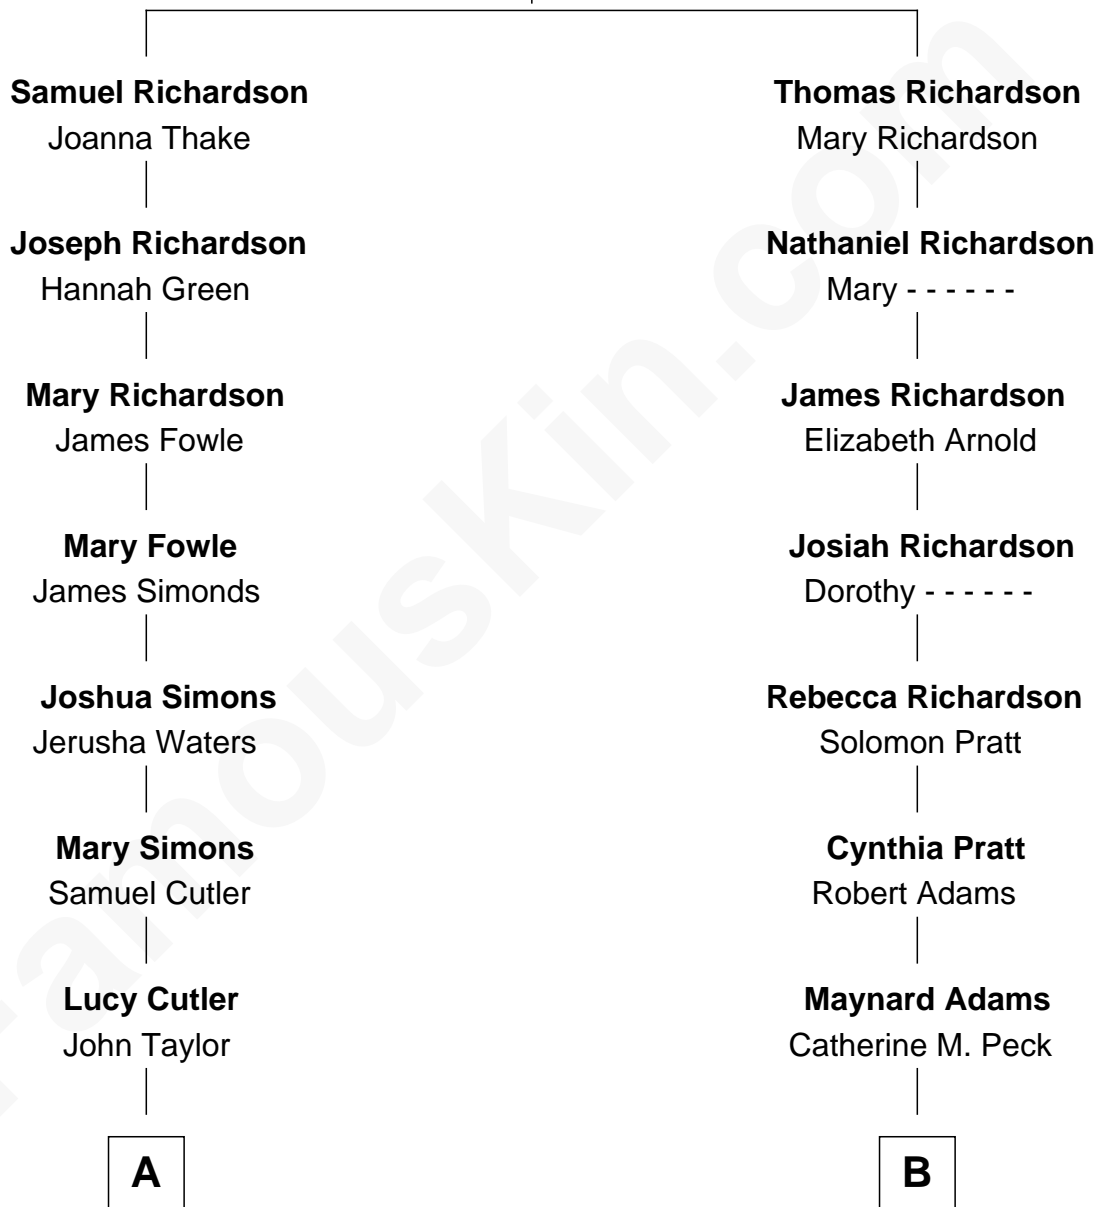 Samuel Richardson
Joanna Thake
Joseph Richardson
Hannah Green
Mary Richardson
James Fowle
Mary Fowle
James Simonds
Joshua Simons
Jerusha Waters
Mary Simons
Samuel Cutler
Lucy Cutler
John Taylor
A
Thomas Richardson
Mary Richardson
Nathaniel Richardson
Mary - - - - - -
James Richardson
Elizabeth Arnold
Josiah Richardson
Dorothy - - - - - -
Rebecca Richardson
Solomon Pratt
Cynthia Pratt
Robert Adams
Maynard Adams
Catherine M. Peck
B
FamousKin.com